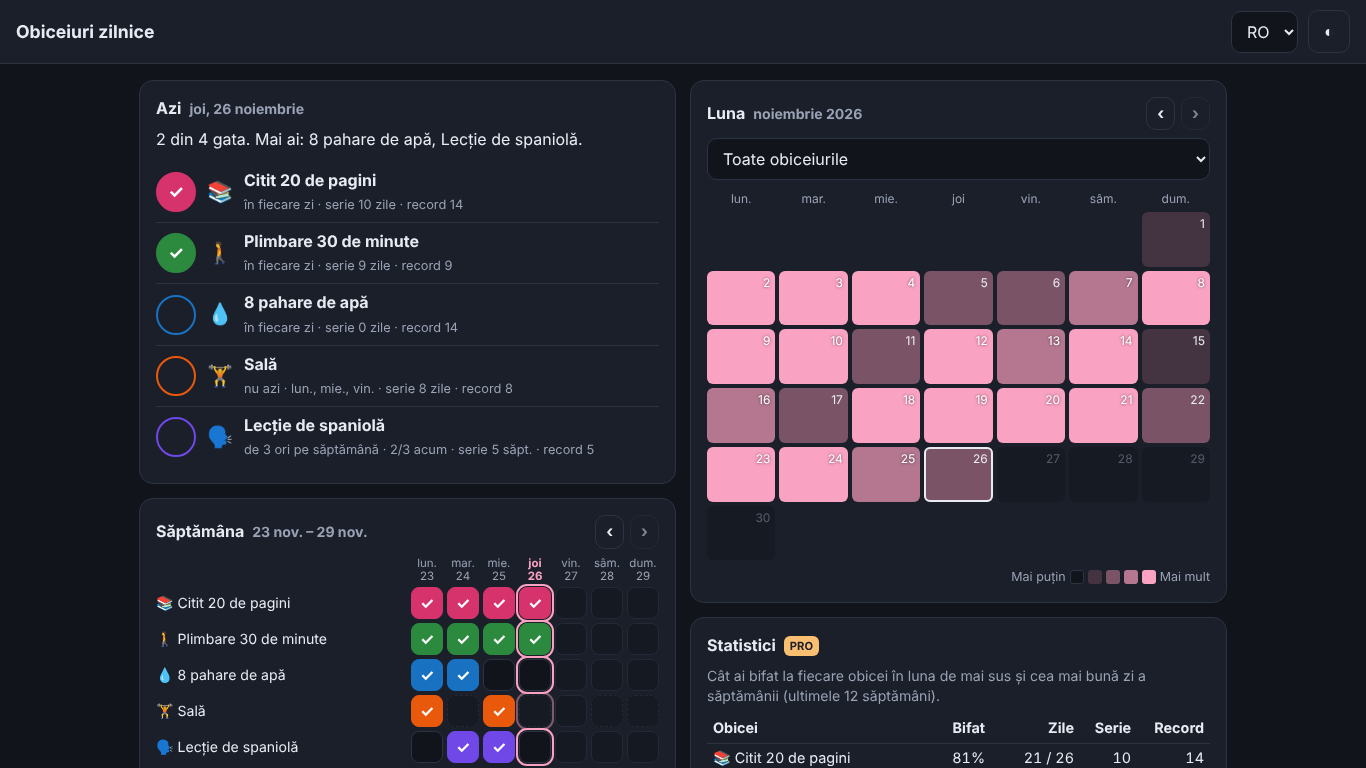 Obiceiuri zilnice
RO
Azi joi, 26 noiembrie
2 din 4 gata. Mai ai: 8 pahare de apă, Lecție de spaniolă.
Citit 20 de pagini
în fiecare zi · serie 10 zile · record 14
Plimbare 30 de minute
în fiecare zi · serie 9 zile · record 9
8 pahare de apă
în fiecare zi · serie 0 zile · record 14
Sală
nu azi · lun., mie., vin. · serie 8 zile · record 8
Lecție de spaniolă
de 3 ori pe săptămână · 2/3 acum · serie 5 săpt. · record 5
Săptămâna 23 nov. – 29 nov.
lun. mar. mie. joi vin. sâm. dum.
23 24 25 26 27 28 29
Citit 20 de pagini
Plimbare 30 de minute
8 pahare de apă
Sală
Lecție de spaniolă
Luna noiembrie 2026
Toate obiceiurile
lun. mar. mie. joi vin. sâm. dum.
1
2 3 4 5 6 7 8
9 10 11 12 13 14 15
16 17 18 19 20 21 22
23 24 25 26 27 28 29
30
Mai puțin Mai mult
Statistici PRO
Cât ai bifat la fiecare obicei în luna de mai sus și cea mai bună zi a
săptămânii (ultimele 12 săptămâni).
Obicei Bifat Zile Serie Record
Citit 20 de pagini 81% 21 / 26 10 14